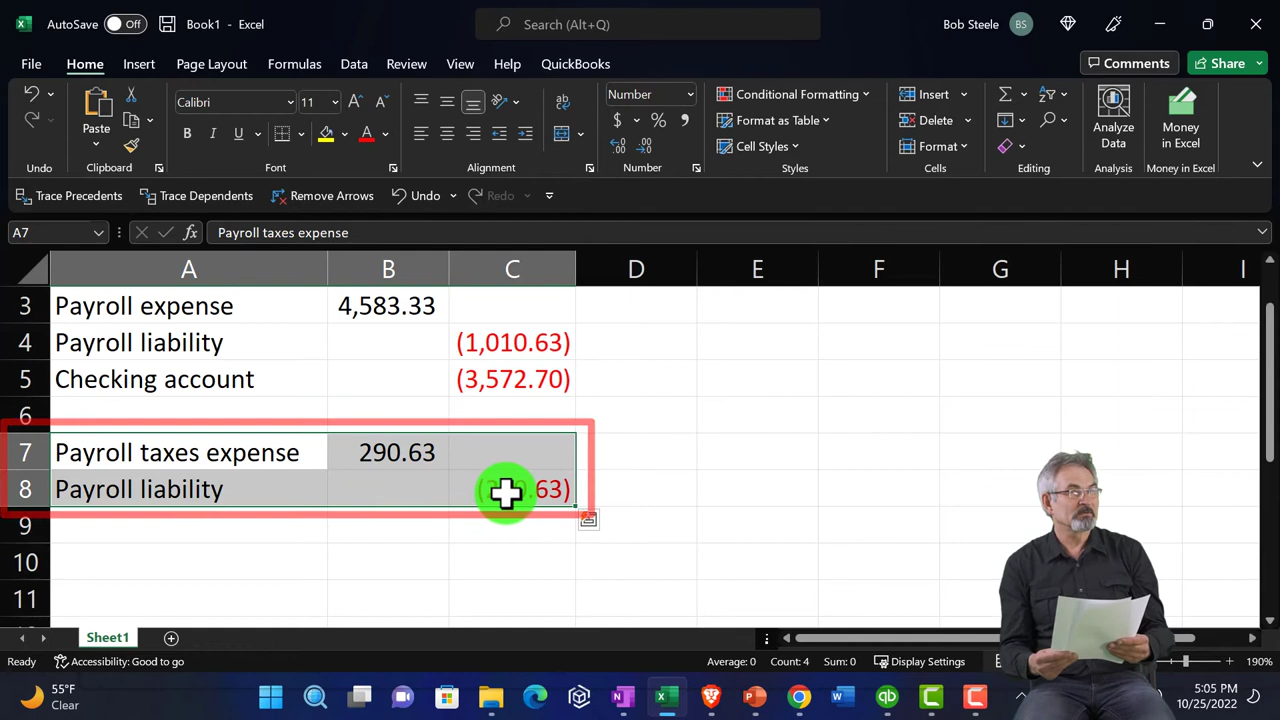 AutoSave Off Book1 - Excel Search (Alt+Q) Bob Steele BS
File Home Insert Page Layout Formulas Data Review View Help QuickBooks Comments Share
Calibri 11 Number Conditional Formatting Insert
Paste B I U A $ % Format as Table Delete Analyze Data Money in Excel
Cell Styles Format
Undo Clipboard Font Alignment Number Styles Cells Editing Analysis Money in Excel
Trace Precedents Trace Dependents Remove Arrows Undo Redo
A7 fx Payroll taxes expense
A B C D E F G H I
3 Payroll expense 4,583.33
4 Payroll liability (1,010.63)
5 Checking account (3,572.70)
6
7 Payroll taxes expense 290.63
8 Payroll liability
9
10
11
Sheet1
Ready Accessibility: Good to go Average: 0 Count: 4 Sum: 0 Display Settings 190%
55°F 5:05 PM
Clear 10/25/2022